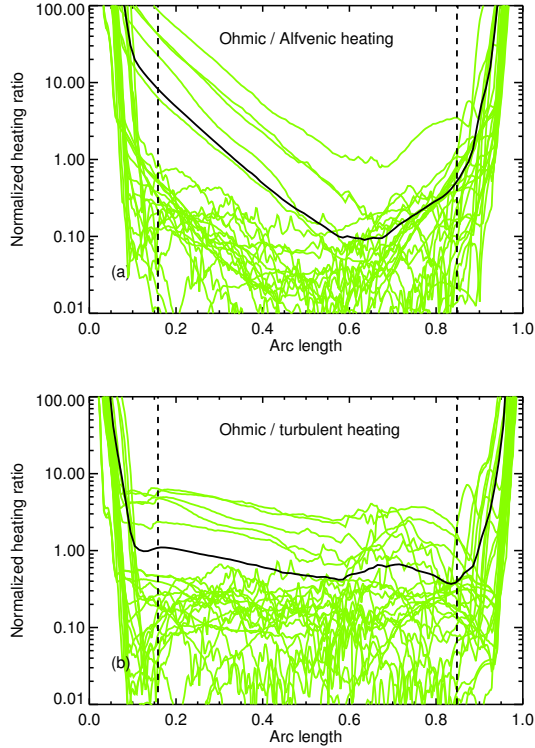 Ohmic / Alfvenic heating
Normalized heating ratio
100.00
10.00
1.00
0.10
0.01
(a)
0.0 0.2 0.4 0.6 0.8 1.0
Arc length
Ohmic / turbulent heating
Normalized heating ratio
100.00
10.00
1.00
0.10
0.01
(b)
0.0 0.2 0.4 0.6 0.8 1.0
Arc length